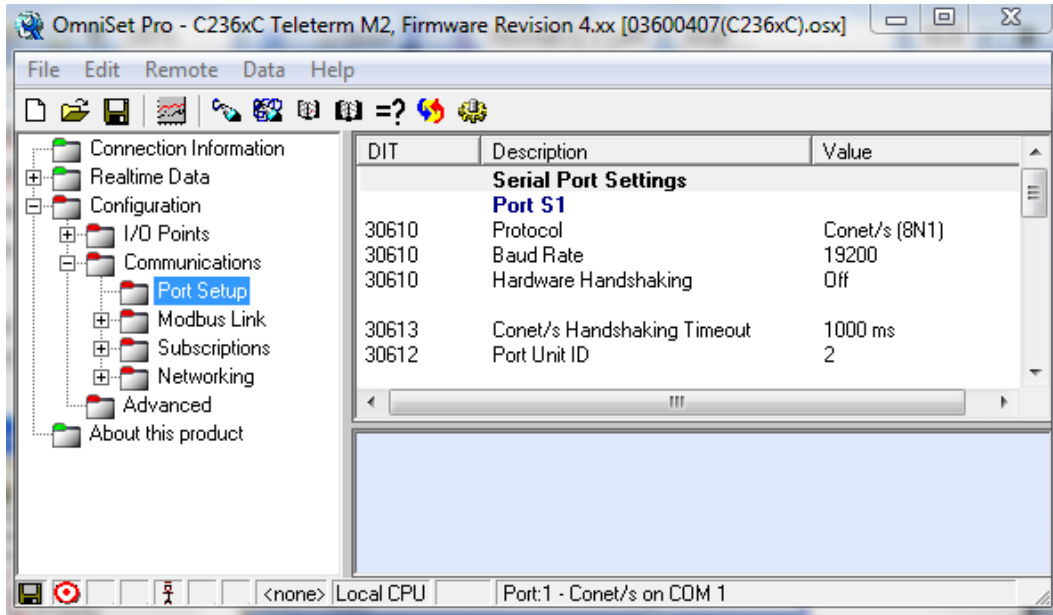 OmniSet Pro - C236xC Teleterm M2, Firmware Revision 4.xx [03600407(C236xC).osx]
File Edit Remote Data Help
=?
Connection Information
Realtime Data
Configuration
I/O Points
Communications
Port Setup
Modbus Link
Subscriptions
Networking
Advanced
About this product
DIT Description Value
Serial Port Settings
Port S1
30610 Protocol Conet/s (8N1)
30610 Baud Rate 19200
30610 Hardware Handshaking Off
30613 Conet/s Handshaking Timeout 1000 ms
30612 Port Unit ID 2
<none> Local CPU Port:1 - Conet/s on COM 1